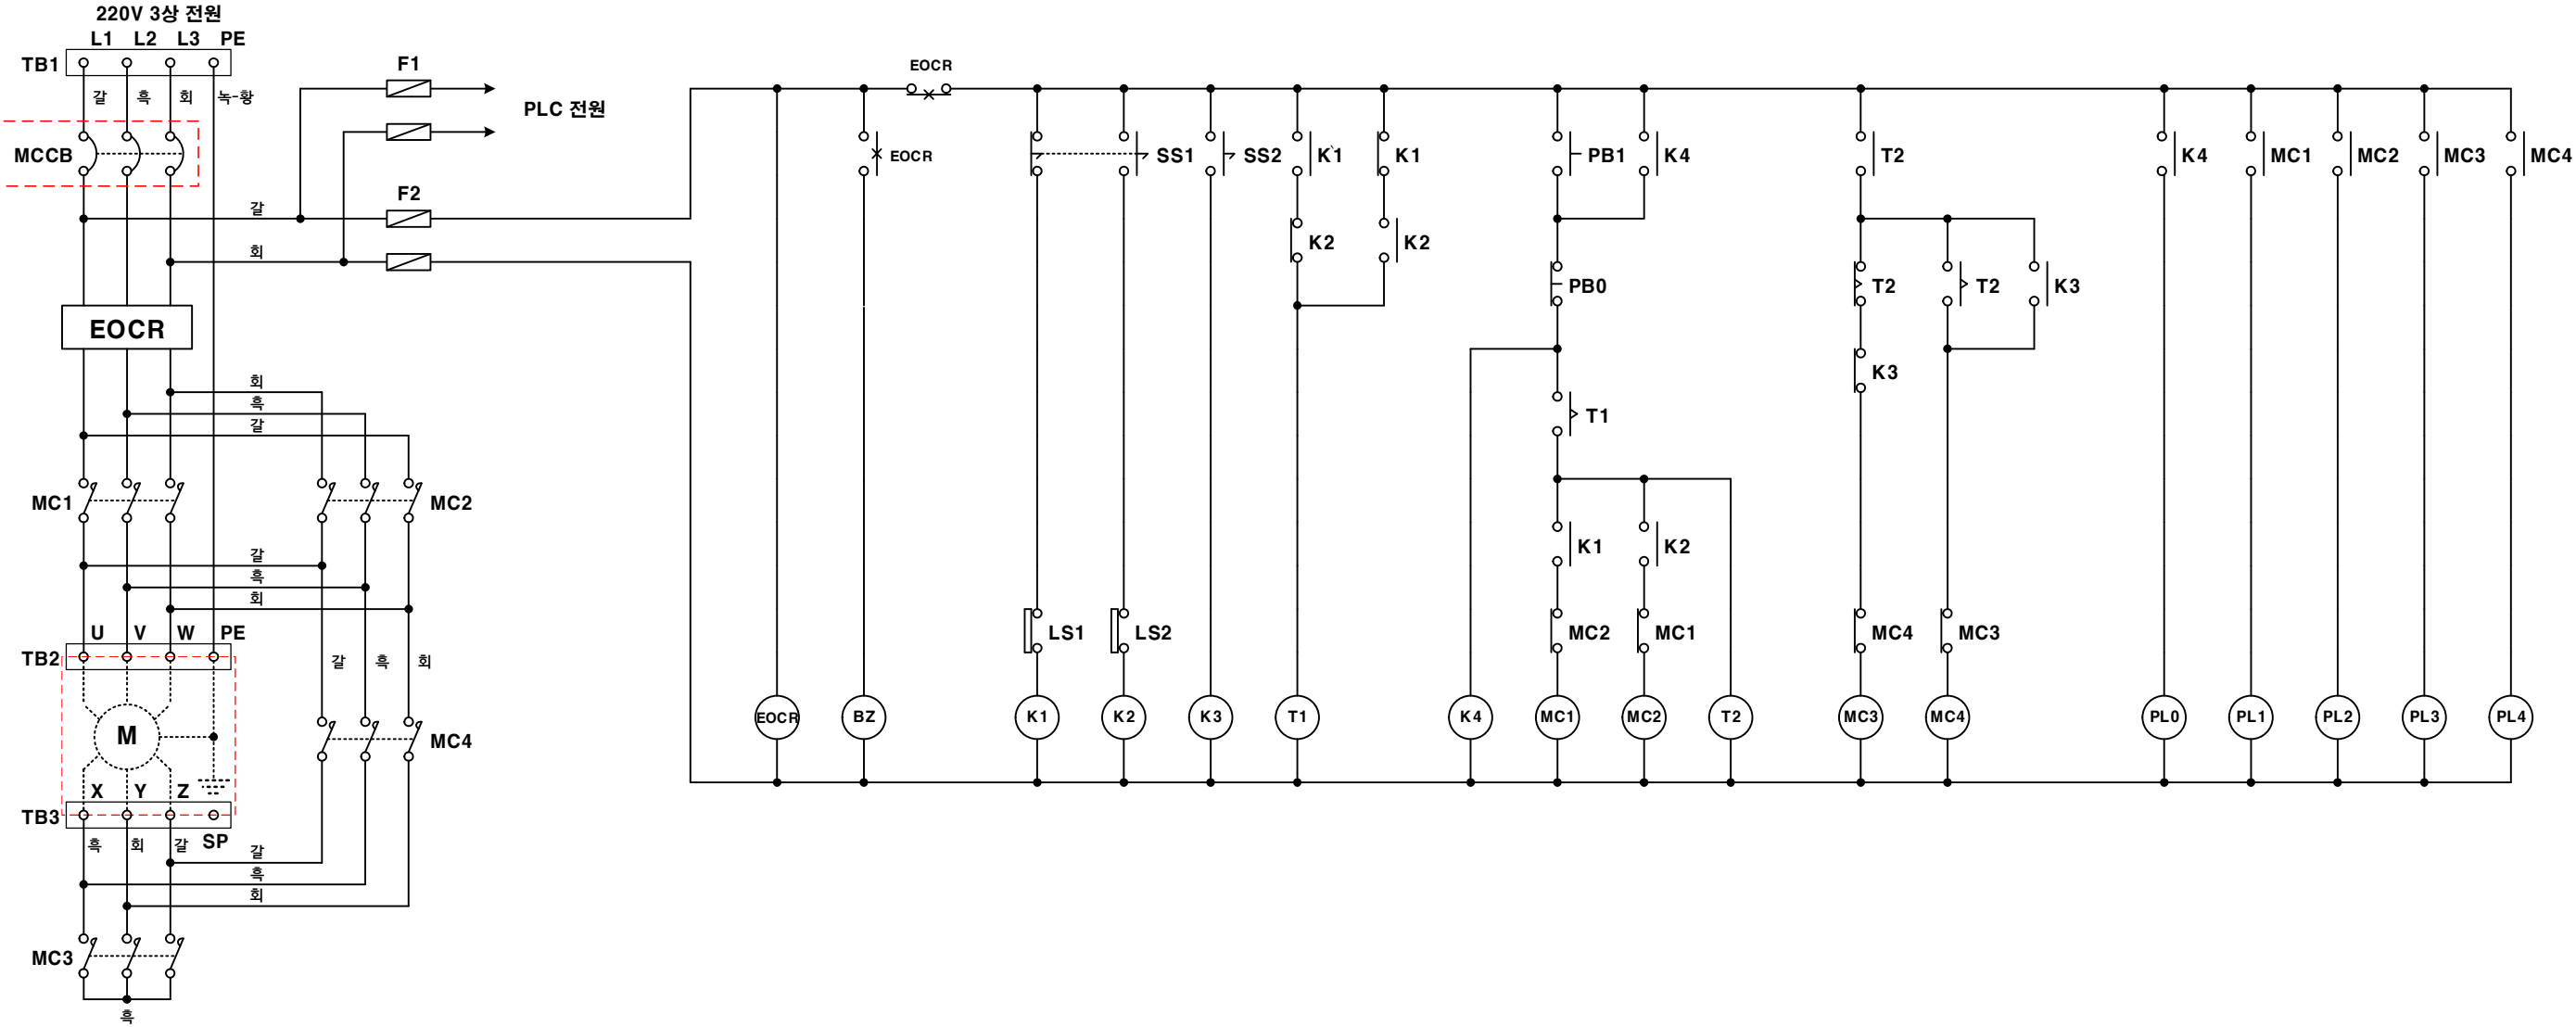 220V 3상 전원
L1 L2 L3 PE
TB1
갈 흑 회 녹-황
MCCB
F1
PLC 전원
갈
F2
회
EOCR
회
흑
갈
MC1
MC2
갈
흑
회
U V W PE
TB2
갈 흑 회
M
MC4
X Y Z
TB3
흑 회 갈 SP
갈
흑
회
MC3
흑
EOCR
EOCR
SS1
SS2
K`1
K1
PB1
K4
T2
K4
MC1
MC2
MC3
MC4
K2
K2
PB0
T2
T2
K3
K3
T1
K1
K2
LS1
LS2
MC2
MC1
MC4
MC3
EOCR
BZ
K1
K2
K3
T1
K4
MC1
MC2
T2
MC3
MC4
PL0
PL1
PL2
PL3
PL4